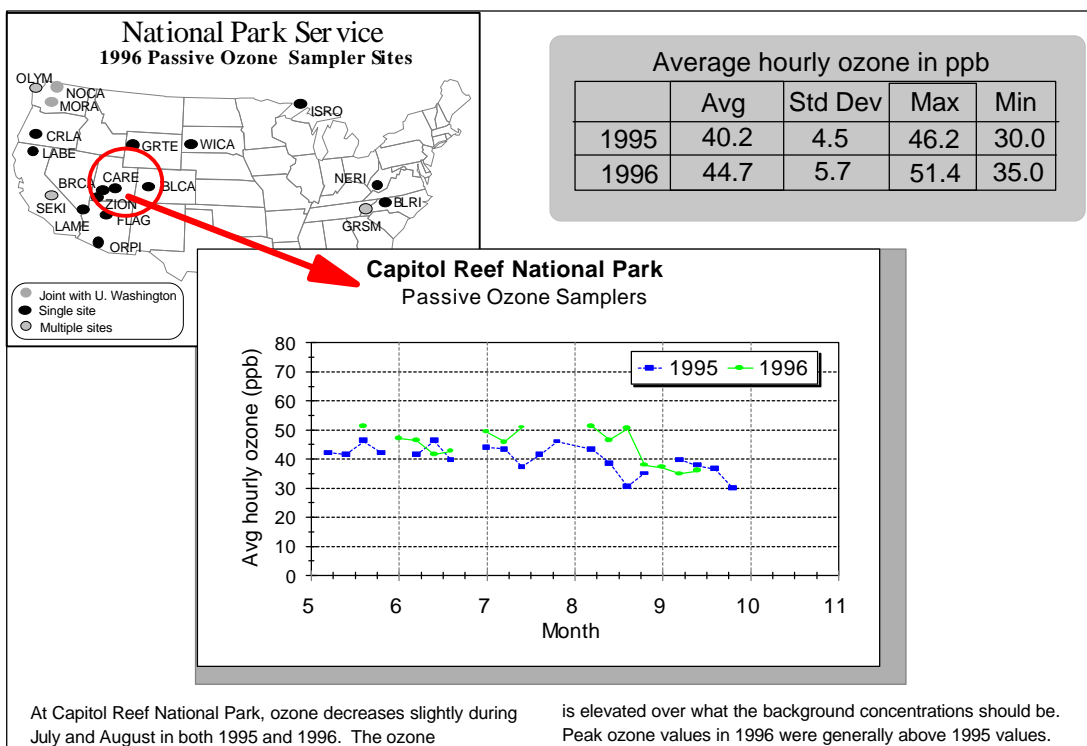 National Park Service
1996 Passive Ozone Sampler Sites
OLYM
NOCA
MORA
ISRO
CRLA
LABE
GRTE
WICA
CARE
BRCA
BLCA
NERI
ZION
BLRI
SEKI
LAME
FLAG
GRSM
ORPI
Joint with U. Washington
Single site
Multiple sites
Average hourly ozone in ppb
Avg Std Dev Max Min
1995 40.2 4.5 46.2 30.0
1996 44.7 5.7 51.4 35.0
Capitol Reef National Park
Passive Ozone Samplers
1995 1996
Avg hourly ozone (ppb)
80
70
60
50
40
30
20
10
0
5 6 7 8 9 10 11
Month
At Capitol Reef National Park, ozone decreases slightly during
July and August in both 1995 and 1996. The ozone
is elevated over what the background concentrations should be.
Peak ozone values in 1996 were generally above 1995 values.